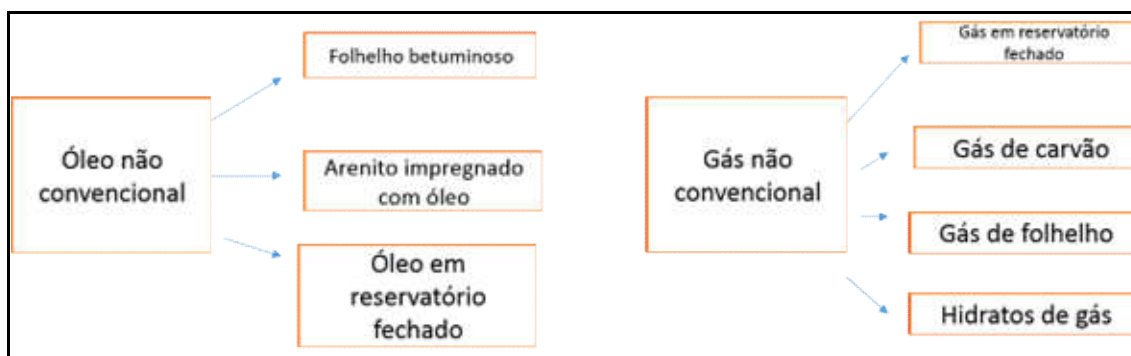 Óleo não
convencional
Folhelho betuminoso
Arenito impregnado
com óleo
Óleo em
reservatório
fechado
Gás não
convencional
Gás em reservatório
fechado
Gás de carvão
Gás de folhelho
Hidratos de gás